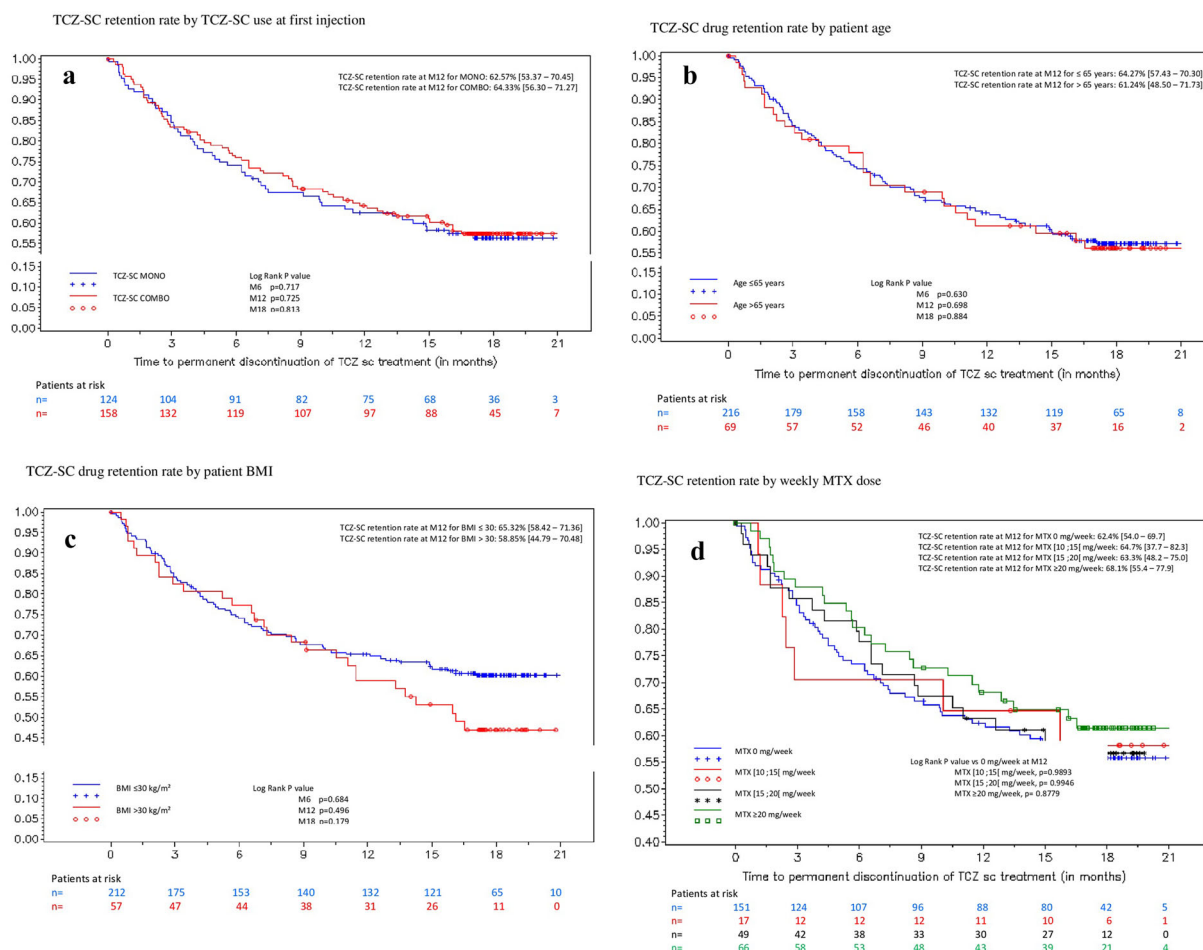 TCZ-SC retention rate by TCZ-SC use at first injection
a
TCZ-SC retention rate at M12 for MONO: 62.57% [53.37 – 70.45]
TCZ-SC retention rate at M12 for COMBO: 64.33% [56.30 – 71.27]
1.00
0.95
0.90
0.85
0.80
0.75
0.70
0.65
0.60
0.55
0.15
0.10
0.05
0.00
TCZ-SC MONO
TCZ-SC COMBO
Log Rank P value
M6 p=0.717
M12 p=0.725
M18 p=0.813
0 3 6 9 12 15 18 21
Time to permanent discontinuation of TCZ sc treatment (in months)
Patients at risk
n= 124 104 91 82 75 68 36 3
n= 158 132 119 107 97 88 45 7
TCZ-SC drug retention rate by patient age
b
TCZ-SC retention rate at M12 for ≤ 65 years: 64.27% [57.43 – 70.30]
TCZ-SC retention rate at M12 for > 65 years: 61.24% [48.50 – 71.73]
1.00
0.95
0.90
0.85
0.80
0.75
0.70
0.65
0.60
0.55
0.15
0.10
0.05
0.00
Age ≤65 years
Age >65 years
Log Rank P value
M6 p=0.630
M12 p=0.698
M18 p=0.884
0 3 6 9 12 15 18 21
Time to permanent discontinuation of TCZ sc treatment (in months)
Patients at risk
n= 216 179 158 143 132 119 65 8
n= 69 57 52 46 40 37 16 2
TCZ-SC drug retention rate by patient BMI
c
TCZ-SC retention rate at M12 for BMI ≤ 30: 65.32% [58.42 – 71.36]
TCZ-SC retention rate at M12 for BMI > 30: 58.85% [44.79 – 70.48]
1.00
0.95
0.90
0.85
0.80
0.75
0.70
0.65
0.60
0.55
0.50
0.45
0.15
0.10
0.05
0.00
BMI ≤30 kg/m²
BMI >30 kg/m²
Log Rank P value
M6 p=0.684
M12 p=0.496
M18 p=0.179
0 3 6 9 12 15 18 21
Time to permanent discontinuation of TCZ sc treatment (in months)
Patients at risk
n= 212 175 153 140 132 121 65 10
n= 57 47 44 38 31 26 11 0
TCZ-SC retention rate by weekly MTX dose
d
TCZ-SC retention rate at M12 for MTX 0 mg/week: 62.4% [54.0 – 69.7]
TCZ-SC retention rate at M12 for MTX [10 ;15[ mg/week: 64.7% [37.7 – 82.3]
TCZ-SC retention rate at M12 for MTX [15 ;20[ mg/week: 63.3% [48.2 – 75.0]
TCZ-SC retention rate at M12 for MTX ≥20 mg/week: 68.1% [55.4 – 77.9]
1.00
0.95
0.90
0.85
0.80
0.75
0.70
0.65
0.60
0.55
0.50
0.45
0.40
MTX 0 mg/week
MTX [10 ;15[ mg/week
MTX [15 ;20[ mg/week
MTX ≥20 mg/week
Log Rank P value vs 0 mg/week at M12
MTX [10 ;15[ mg/week, p=0.9893
MTX [15 ;20[ mg/week, p= 0.9946
MTX ≥20 mg/week, p= 0.8779
0 3 6 9 12 15 18 21
Time to permanent discontinuation of TCZ sc treatment (in months)
Patients at risk
n= 151 124 107 96 88 80 42 5
n= 17 12 12 12 11 10 6 1
n= 49 42 38 33 30 27 12 0
n= 66 58 53 48 43 39 21 4